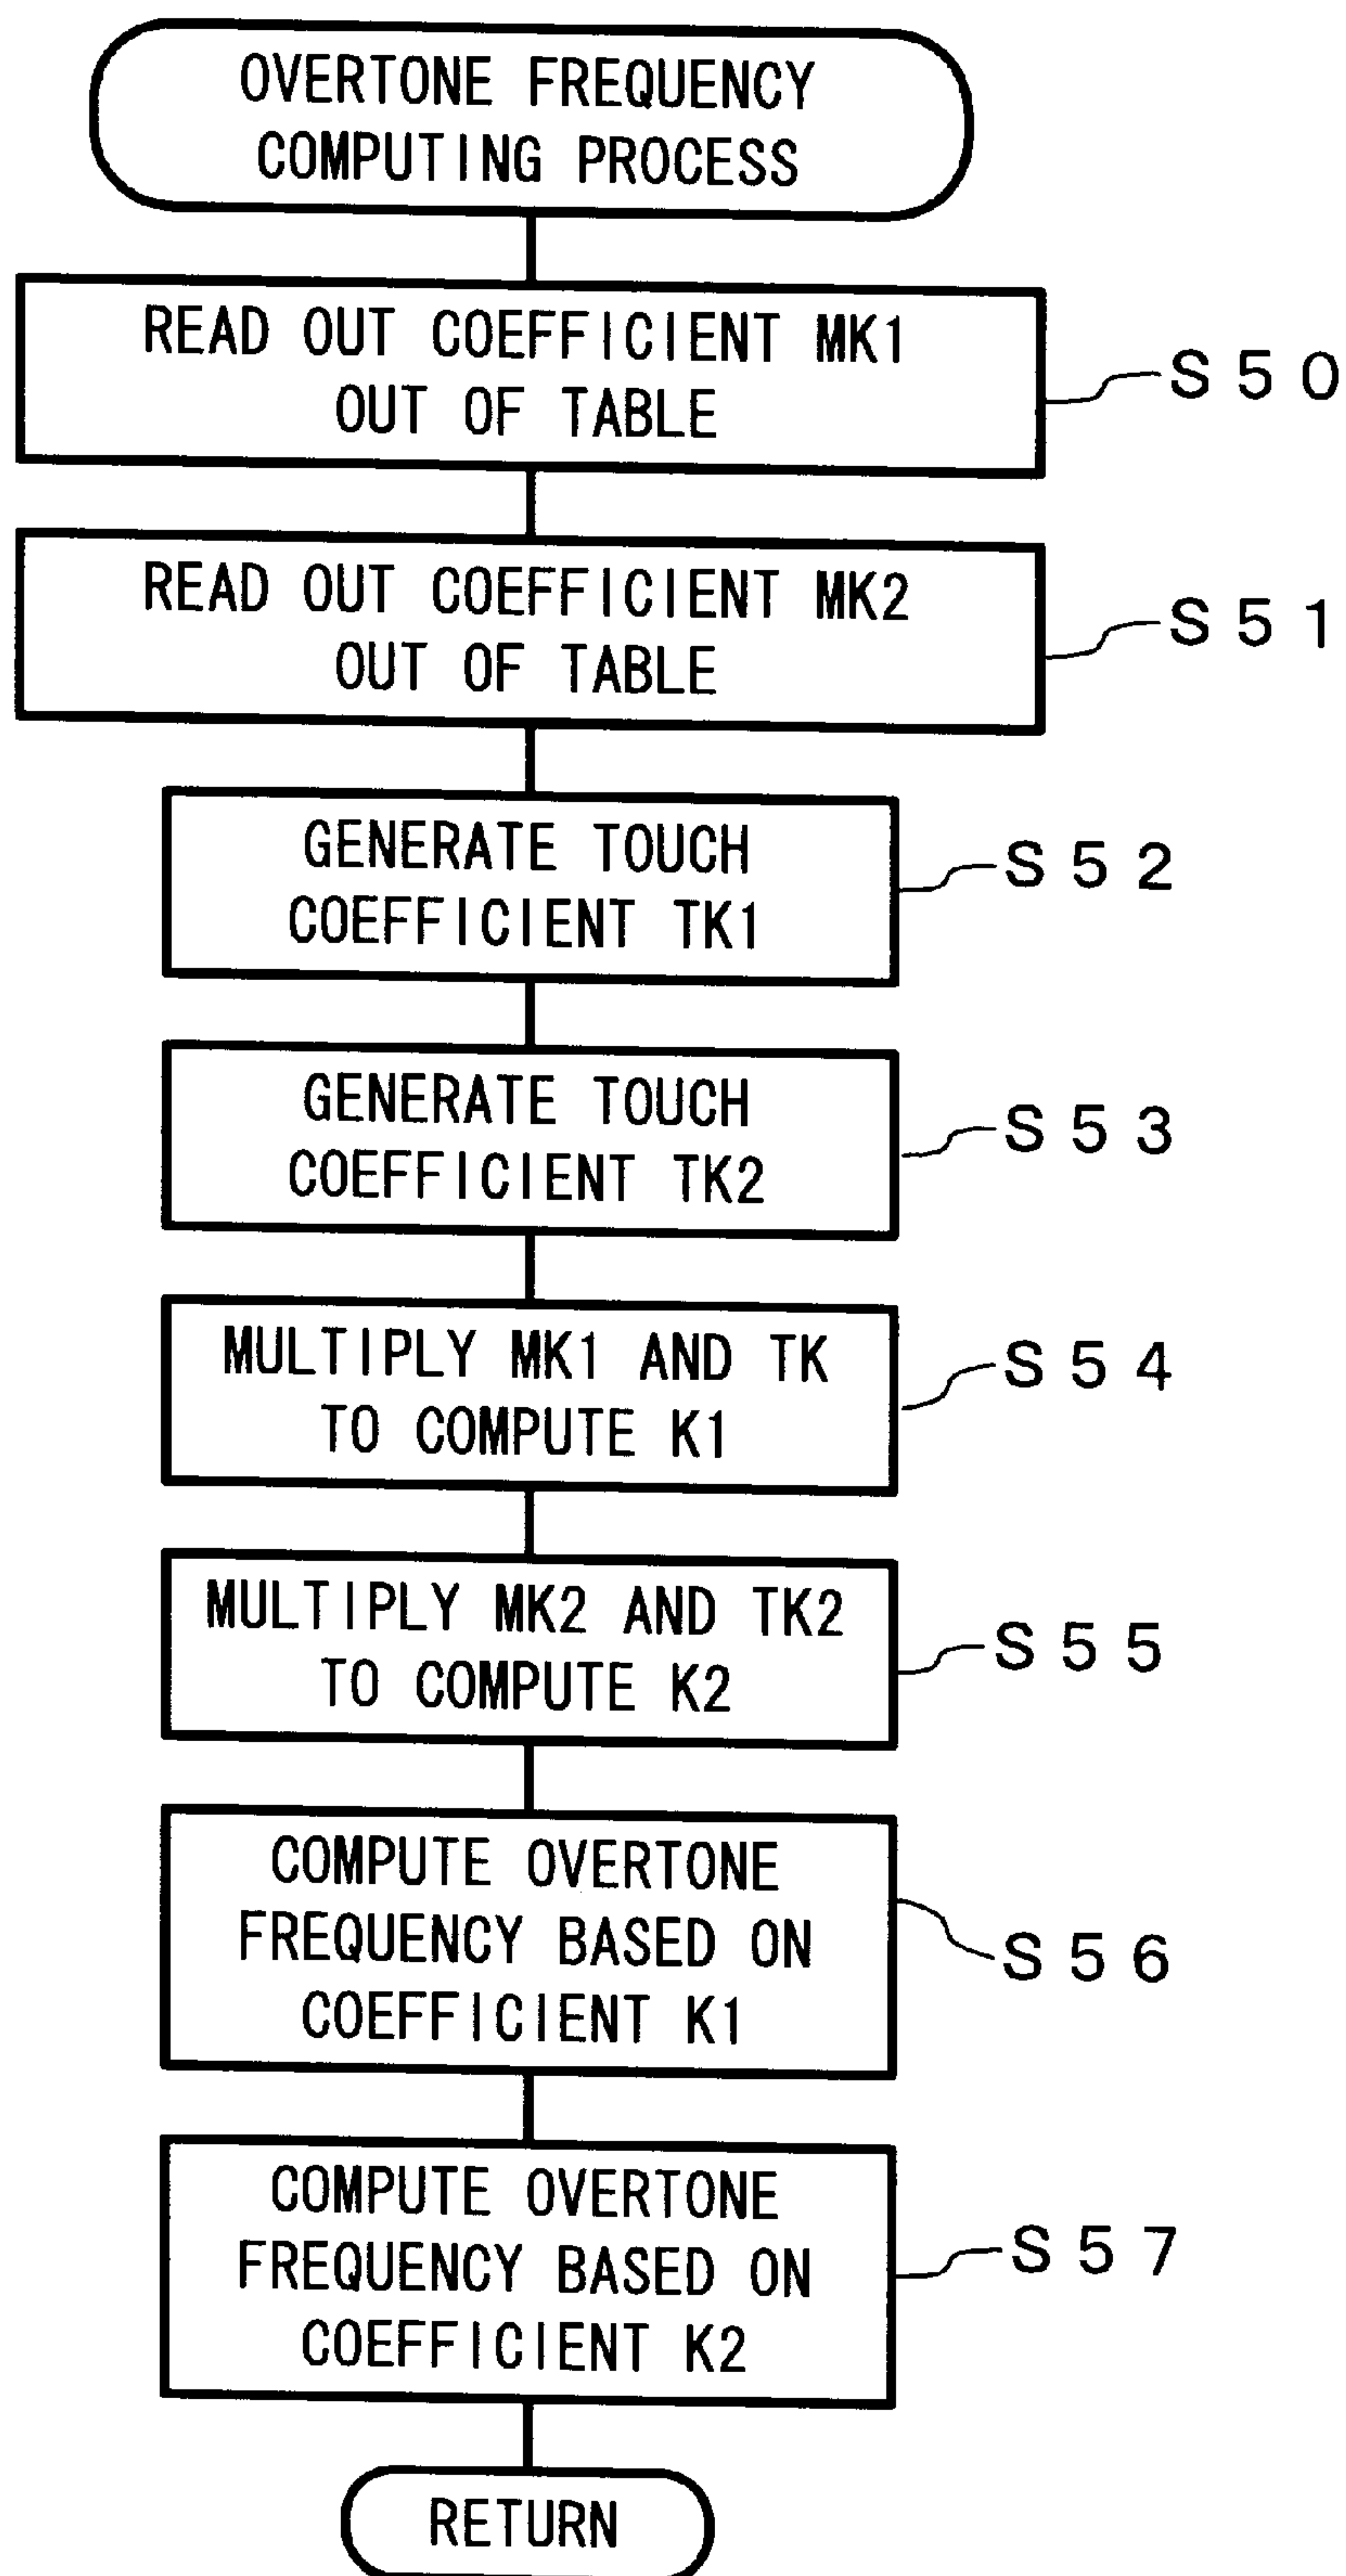 OVERTONE FREQUENCY
COMPUTING PROCESS
READ OUT COEFFICIENT MK1
OUT OF TABLE
S50
READ OUT COEFFICIENT MK2
OUT OF TABLE
S51
GENERATE TOUCH
COEFFICIENT TK1
S52
GENERATE TOUCH
COEFFICIENT TK2
S53
MULTIPLY MK1 AND TK
TO COMPUTE K1
S54
MULTIPLY MK2 AND TK2
TO COMPUTE K2
S55
COMPUTE OVERTONE
FREQUENCY BASED ON
COEFFICIENT K1
S56
COMPUTE OVERTONE
FREQUENCY BASED ON
COEFFICIENT K2
S57
RETURN